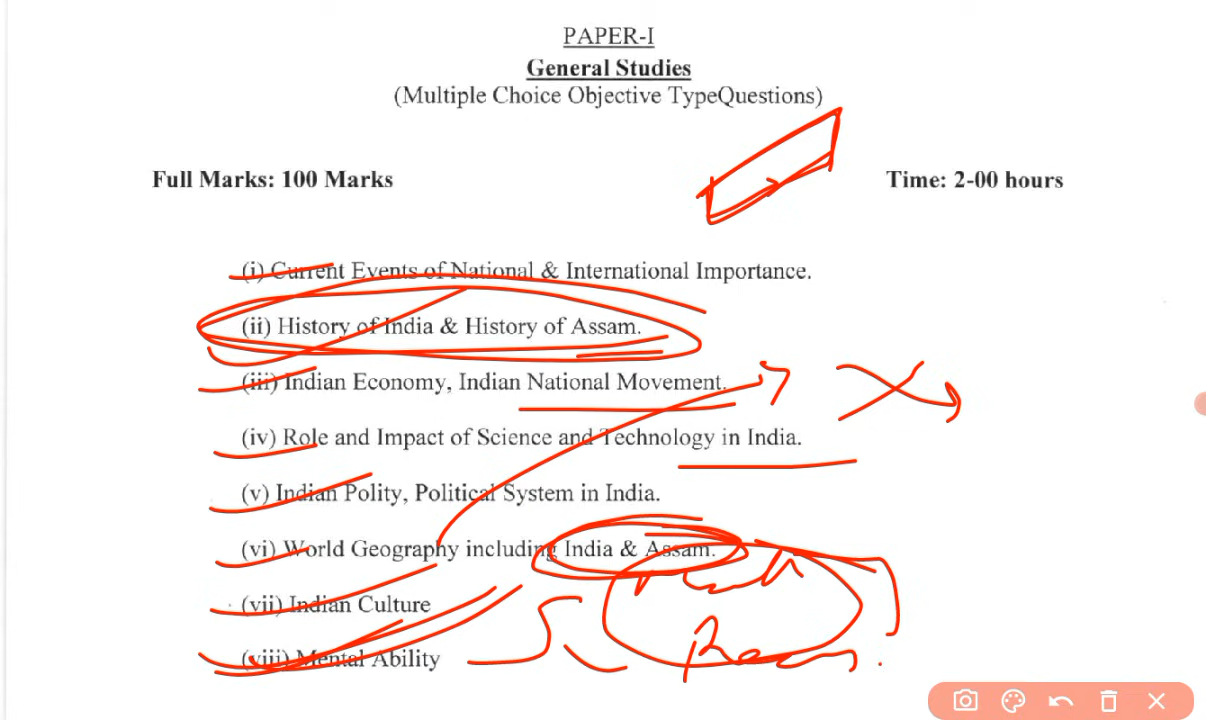 PAPER-I
General Studies
(Multiple Choice Objective TypeQuestions)
Full Marks: 100 Marks Time: 2-00 hours
(i) Current Events of National & International Importance.
(ii) History of India & History of Assam.
(iii) Indian Economy, Indian National Movement.
(iv) Role and Impact of Science and Technology in India.
(v) Indian Polity, Political System in India.
(vi) World Geography including India & Assam.
(vii) Indian Culture
(viii) Mental Ability